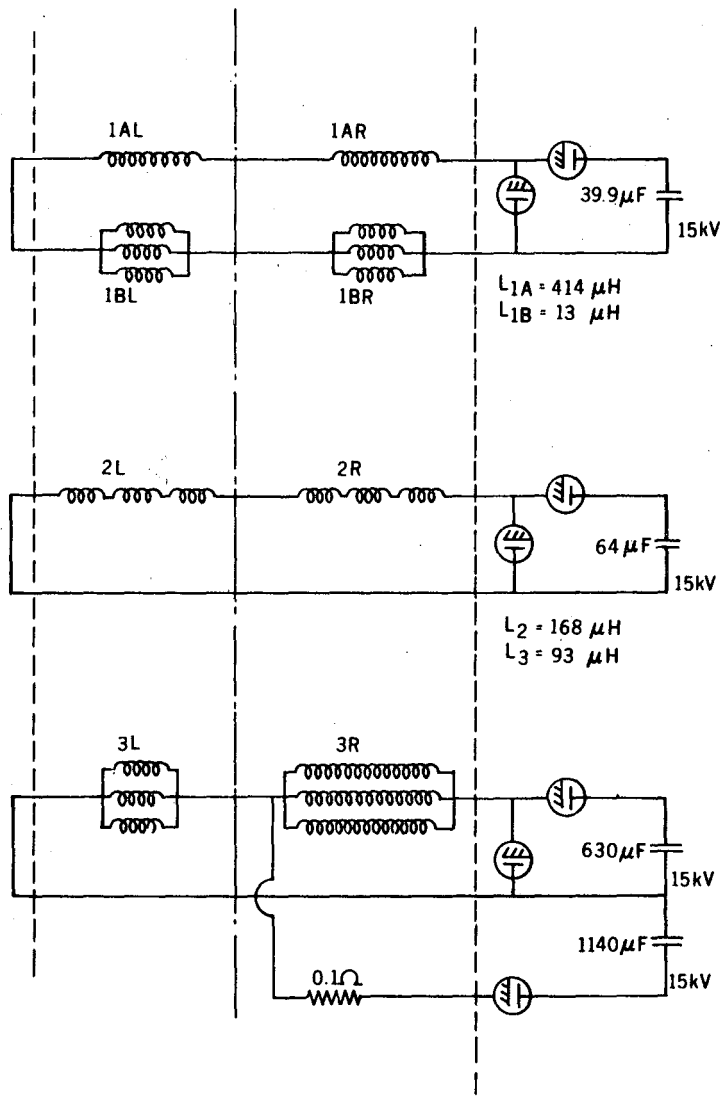 1AL 1AR
39.9μF
15kV
1BL 1BR
L1A = 414 μH
L1B = 13 μH
2L 2R
64μF
15kV
L2 = 168 μH
L3 = 93 μH
3L 3R
630μF
15kV
1140μF
0.1Ω
15kV